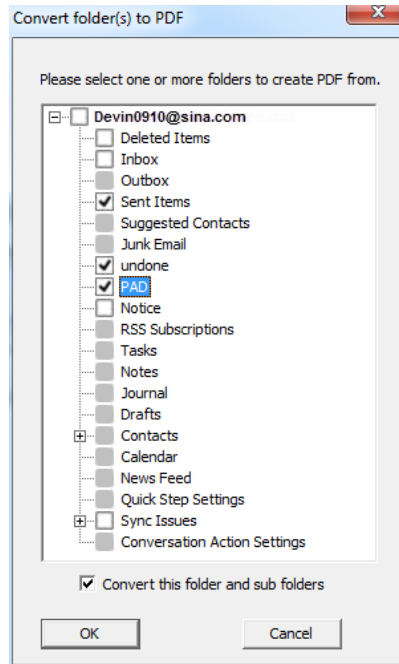 Convert folder(s) to PDF
Please select one or more folders to create PDF from.
Devin0910@sina.com
Deleted Items
Inbox
Outbox
Sent Items
Suggested Contacts
Junk Email
undone
PAD
Notice
RSS Subscriptions
Tasks
Notes
Journal
Drafts
Contacts
Calendar
News Feed
Quick Step Settings
Sync Issues
Conversation Action Settings
Convert this folder and sub folders
OK Cancel